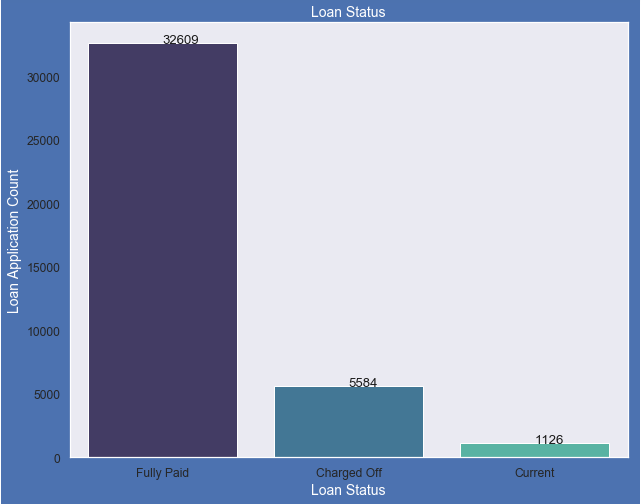 Loan Status
32609
30000
25000
20000
15000
10000
5000
0
Loan Application Count
5584
1126
Fully Paid
Charged Off
Current
Loan Status